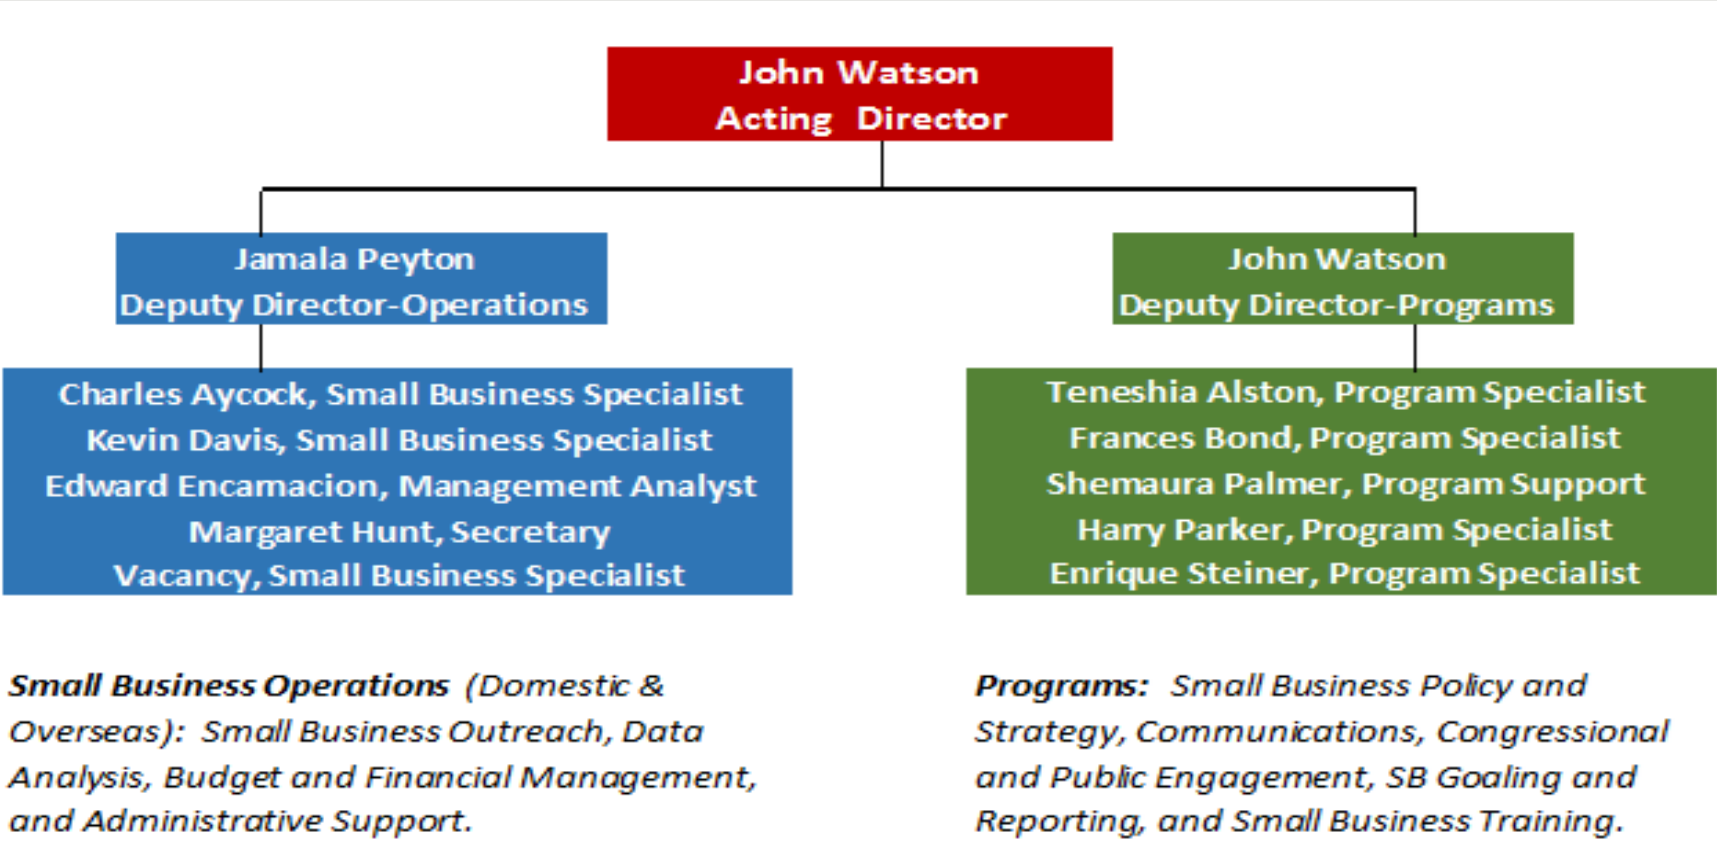 John Watson
Acting Director
Jamala Peyton
Deputy Director-Operations
John Watson
Deputy Director-Programs
Charles Aycock, Small Business Specialist
Kevin Davis, Small Business Specialist
Edward Encarnacion, Management Analyst
Margaret Hunt, Secretary
Vacancy, Small Business Specialist
Teneshia Alston, Program Specialist
Frances Bond, Program Specialist
Shemaura Palmer, Program Support
Harry Parker, Program Specialist
Enrique Steiner, Program Specialist
Small Business Operations (Domestic &
Overseas): Small Business Outreach, Data
Analysis, Budget and Financial Management,
and Administrative Support.
Programs: Small Business Policy and
Strategy, Communications, Congressional
and Public Engagement, SB Goaling and
Reporting, and Small Business Training.